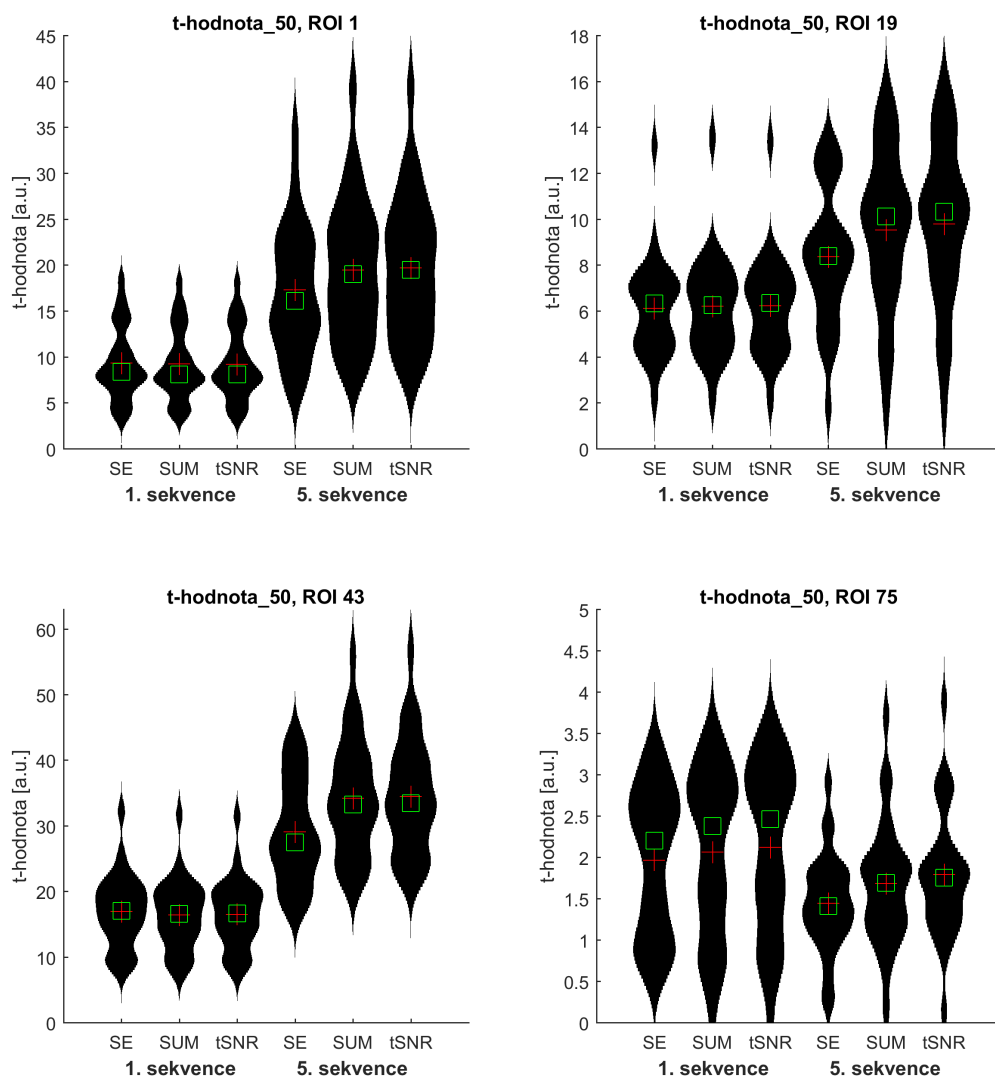 t-hodnota_50, ROI 1
t-hodnota [a.u.]
45
40
35
30
25
20
15
10
5
0
SE SUM tSNR SE SUM tSNR
1. sekvence 5. sekvence
t-hodnota_50, ROI 19
t-hodnota [a.u.]
18
16
14
12
10
8
6
4
2
0
SE SUM tSNR SE SUM tSNR
1. sekvence 5. sekvence
t-hodnota_50, ROI 43
t-hodnota [a.u.]
60
50
40
30
20
10
0
SE SUM tSNR SE SUM tSNR
1. sekvence 5. sekvence
t-hodnota_50, ROI 75
t-hodnota [a.u.]
5
4.5
4
3.5
3
2.5
2
1.5
1
0.5
0
SE SUM tSNR SE SUM tSNR
1. sekvence 5. sekvence